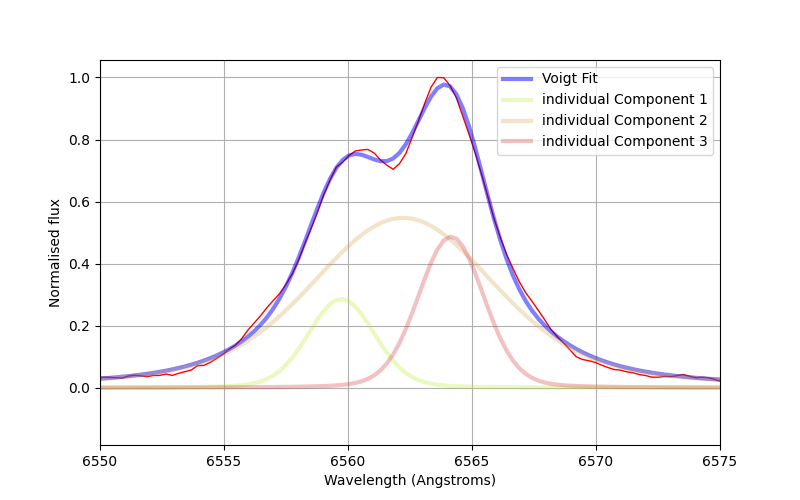 1.0
0.8
0.6
0.4
0.2
0.0
Normalised flux
Voigt Fit
individual Component 1
individual Component 2
individual Component 3
6550 6555 6560 6565 6570 6575
Wavelength (Angstroms)